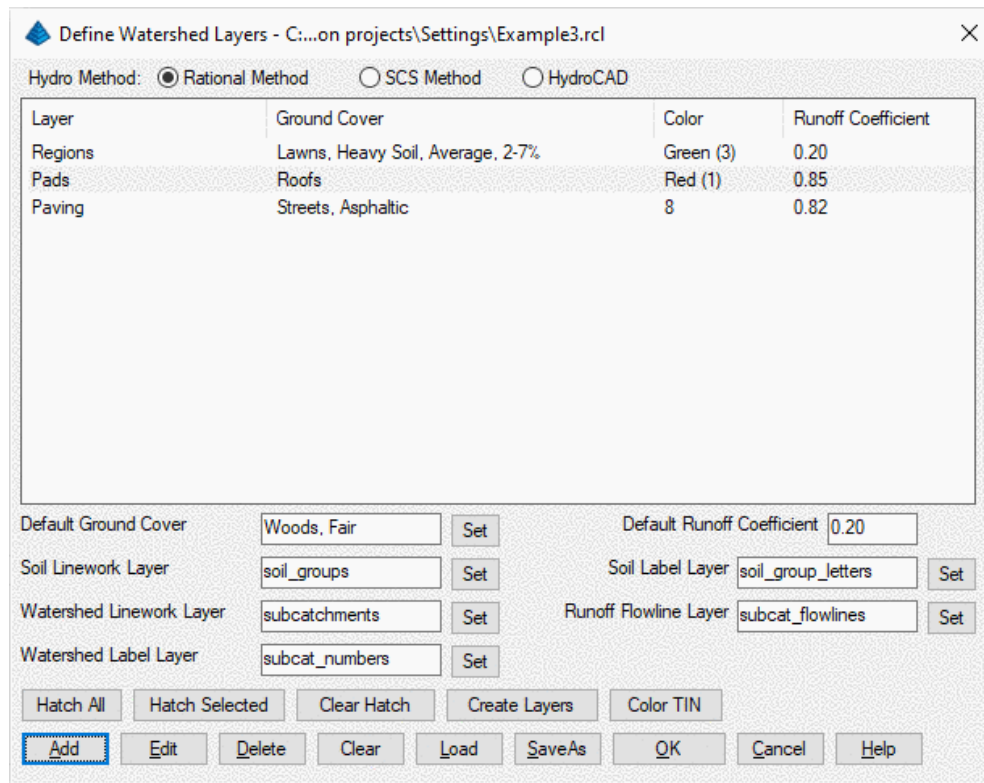 Define Watershed Layers - C:...on projects\Settings\Example3.rcl
Hydro Method: Rational Method SCS Method HydroCAD
Layer Ground Cover Color Runoff Coefficient
Regions Lawns, Heavy Soil, Average, 2-7% Green (3) 0.20
Pads Roofs Red (1) 0.85
Paving Streets, Asphaltic 8 0.82
Default Ground Cover Woods, Fair Set Default Runoff Coefficient 0.20
Soil Linework Layer soil_groups Set Soil Label Layer soil_group_letters Set
Watershed Linework Layer subcatchments Set Runoff Flowline Layer subcat_flowlines Set
Watershed Label Layer subcat_numbers Set
Hatch All Hatch Selected Clear Hatch Create Layers Color TIN
Add Edit Delete Clear Load SaveAs OK Cancel Help